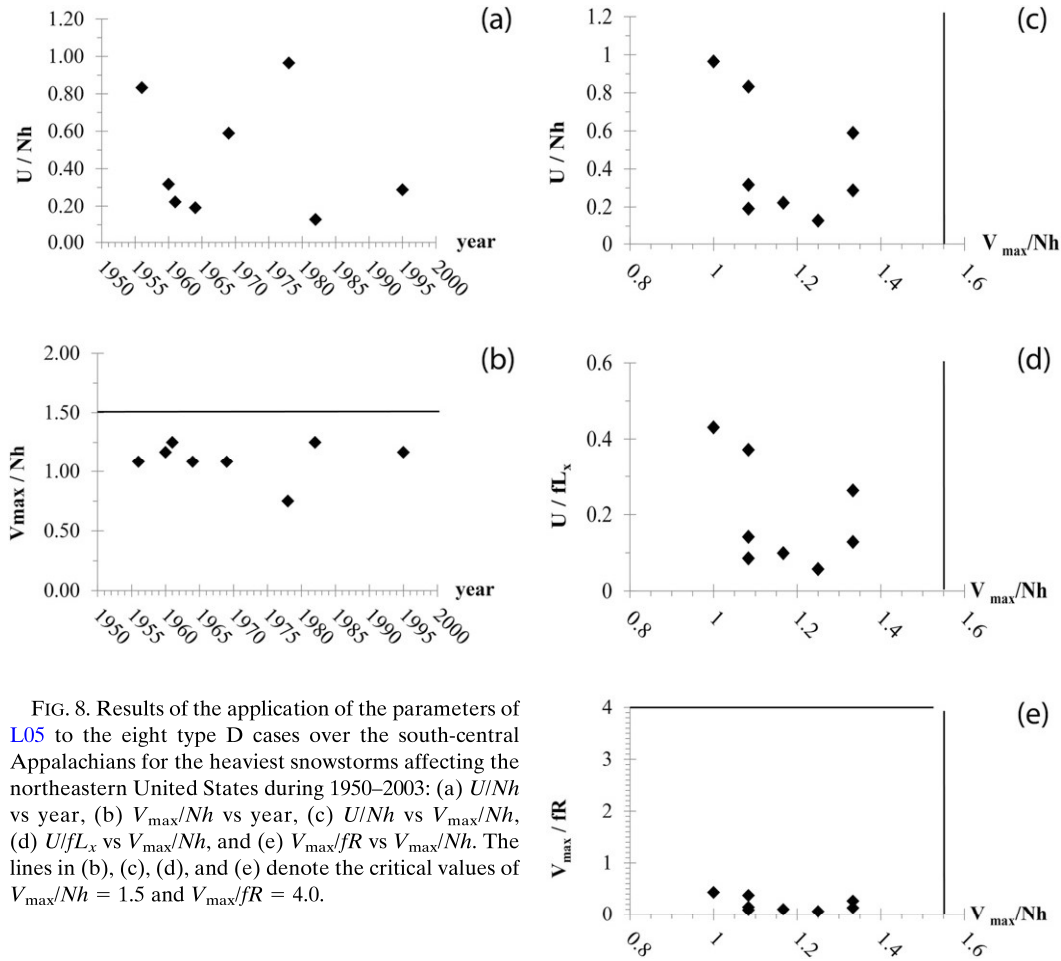 (a)
1.20
1.00
0.80
0.60
0.40
0.20
0.00
U / Nh
year
1950
1955
1960
1965
1970
1975
1980
1985
1990
1995
2000
(b)
2.00
1.50
1.00
0.50
0.00
Vmax / Nh
year
1950
1955
1960
1965
1970
1975
1980
1985
1990
1995
2000
FIG. 8. Results of the application of the parameters of
L05 to the eight type D cases over the south-central
Appalachians for the heaviest snowstorms affecting the
northeastern United States during 1950–2003: (a) U/Nh
vs year, (b) Vmax/Nh vs year, (c) U/Nh vs Vmax/Nh,
(d) U/fLx vs Vmax/Nh, and (e) Vmax/fR vs Vmax/Nh. The
lines in (b), (c), (d), and (e) denote the critical values of
Vmax/Nh = 1.5 and Vmax/fR = 4.0.
(c)
1.2
1
0.8
0.6
0.4
0.2
0
U / Nh
V max/Nh
0.8
1
1.2
1.4
1.6
(d)
0.6
0.4
0.2
0
U / fLx
V max/Nh
0.8
1
1.2
1.4
1.6
(e)
4
3
2
1
0
V max / fR
V max/Nh
0.8
1
1.2
1.4
1.6